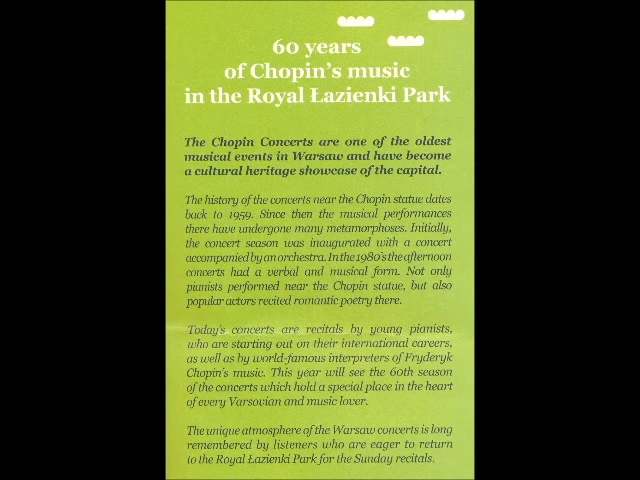 60 years
of Chopin's music
in the Royal Łazienki Park
The Chopin Concerts are one of the oldest
musical events in Warsaw and have become
a cultural heritage showcase of the capital.
The history of the concerts near the Chopin statue dates
back to 1959. Since then the musical performances
there have undergone many metamorphoses. Initially,
the concert season was inaugurated with a concert
accompanied by an orchestra. In the 1980's the afternoon
concerts had a verbal and musical form. Not only
pianists performed near the Chopin statue, but also
popular actors recited romantic poetry there.
Today's concerts are recitals by young pianists,
who are starting out on their international careers,
as well as by world-famous interpreters of Fryderyk
Chopin's music. This year will see the 60th season
of the concerts which hold a special place in the heart
of every Varsovian and music lover.
The unique atmosphere of the Warsaw concerts is long
remembered by listeners who are eager to return
to the Royal Łazienki Park for the Sunday recitals.